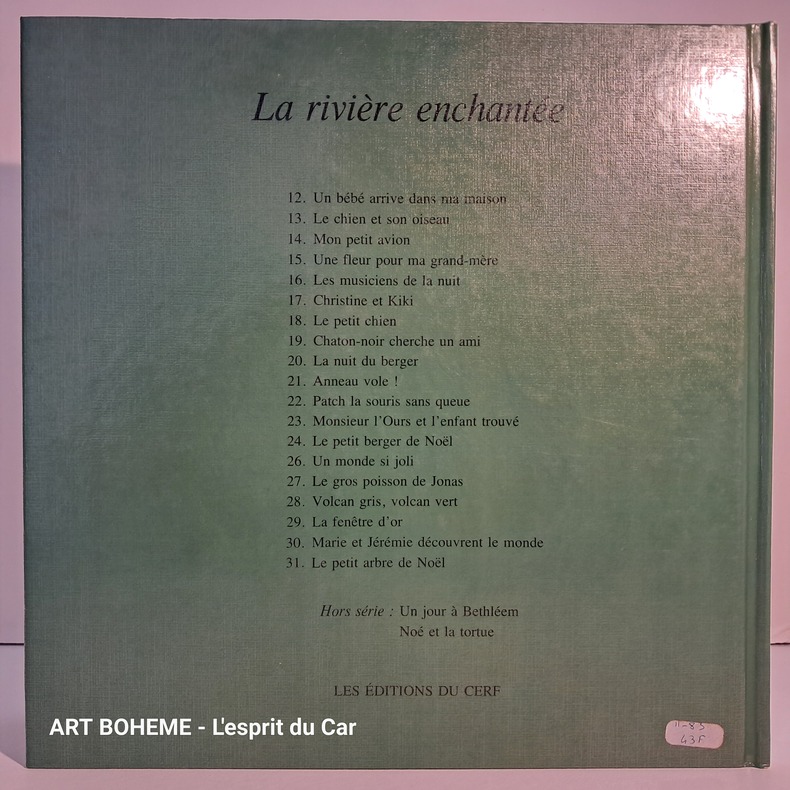 La rivière enchantée
12. Un bébé arrive dans ma maison
13. Le chien et son oiseau
14. Mon petit avion
15. Une fleur pour ma grand-mère
16. Les musiciens de la nuit
17. Christine et Kiki
18. Le petit chien
19. Chaton-noir cherche un ami
20. La nuit du berger
21. Anneau vole !
22. Patch la souris sans queue
23. Monsieur l'Ours et l'enfant trouvé
24. Le petit berger de Noël
26. Un monde si joli
27. Le gros poisson de Jonas
28. Volcan gris, volcan vert
29. La fenêtre d'or
30. Marie et Jérémie découvrent le monde
31. Le petit arbre de Noël
Hors série : Un jour à Bethléem
Noé et la tortue
LES ÉDITIONS DU CERF
ART BOHEME - L'esprit du Car
43F